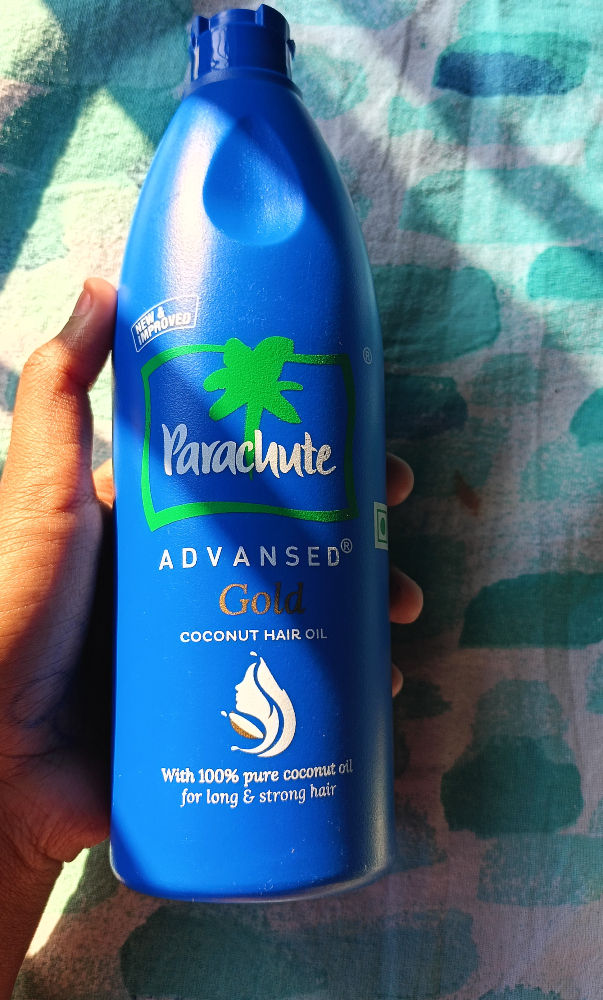 NEW &
IMPROVED
®
Parachute
ADVANSED®
Gold
COCONUT HAIR OIL
With 100% pure coconut oil
for long & strong hair